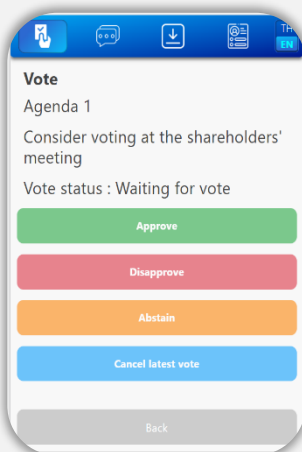 TH
EN
Vote
Agenda 1
Consider voting at the shareholders'
meeting
Vote status : Waiting for vote
Approve
Disapprove
Abstain
Cancel latest vote
Back